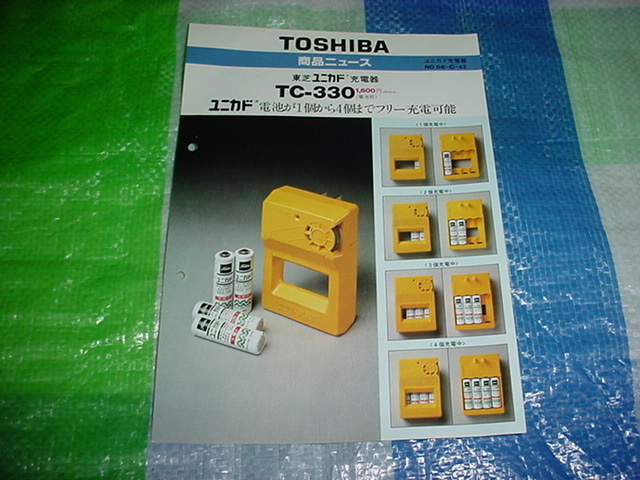 TOSHIBA
商品ニュース
ユニカド充電器
NO.56-C-42
東芝ユニカド充電器
TC-330 1,600円
ユニカド電池が1個から4個までフリー充電可能
(1個充電中)
(2個充電中)
(3個充電中)
(4個充電中)